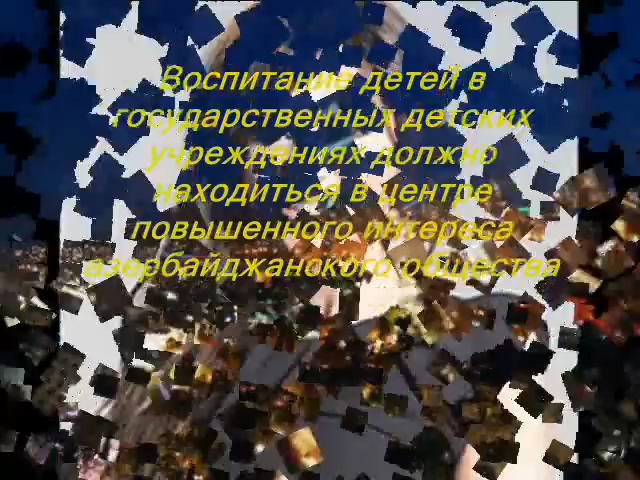 Воспитание детей в
государственных детских
учреждениях должно
находиться в центре
повышенного интереса
азербайджанского общества